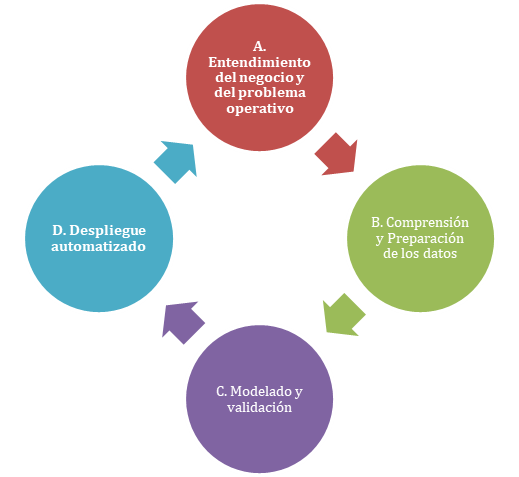 A.
Entendimiento
del negocio y
del problema
operativo
B. Comprensión
y Preparación
de los datos
C. Modelado y
validación
D. Despliegue
automatizado